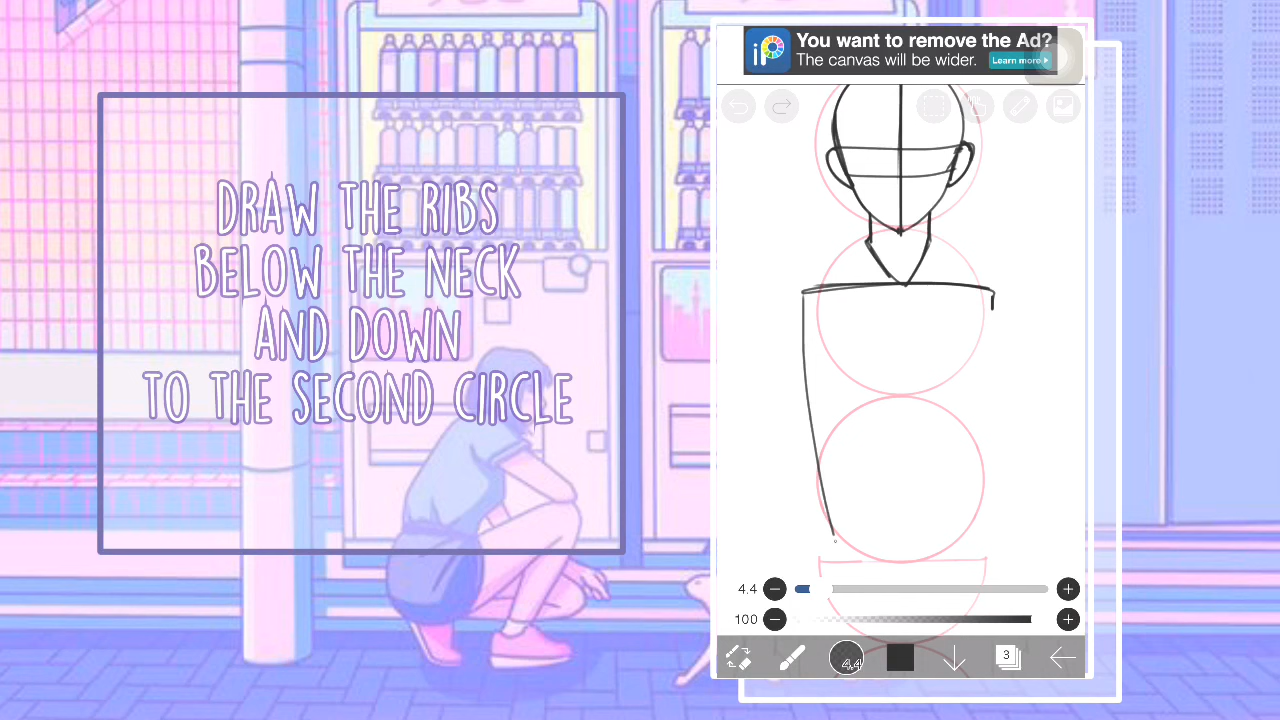 You want to remove the Ad?
The canvas will be wider.
Learn more
iP
DRAW THE RIBS
BELOW THE NECK
AND DOWN
TO THE SECOND CIRCLE
4.4
100
4.4
3